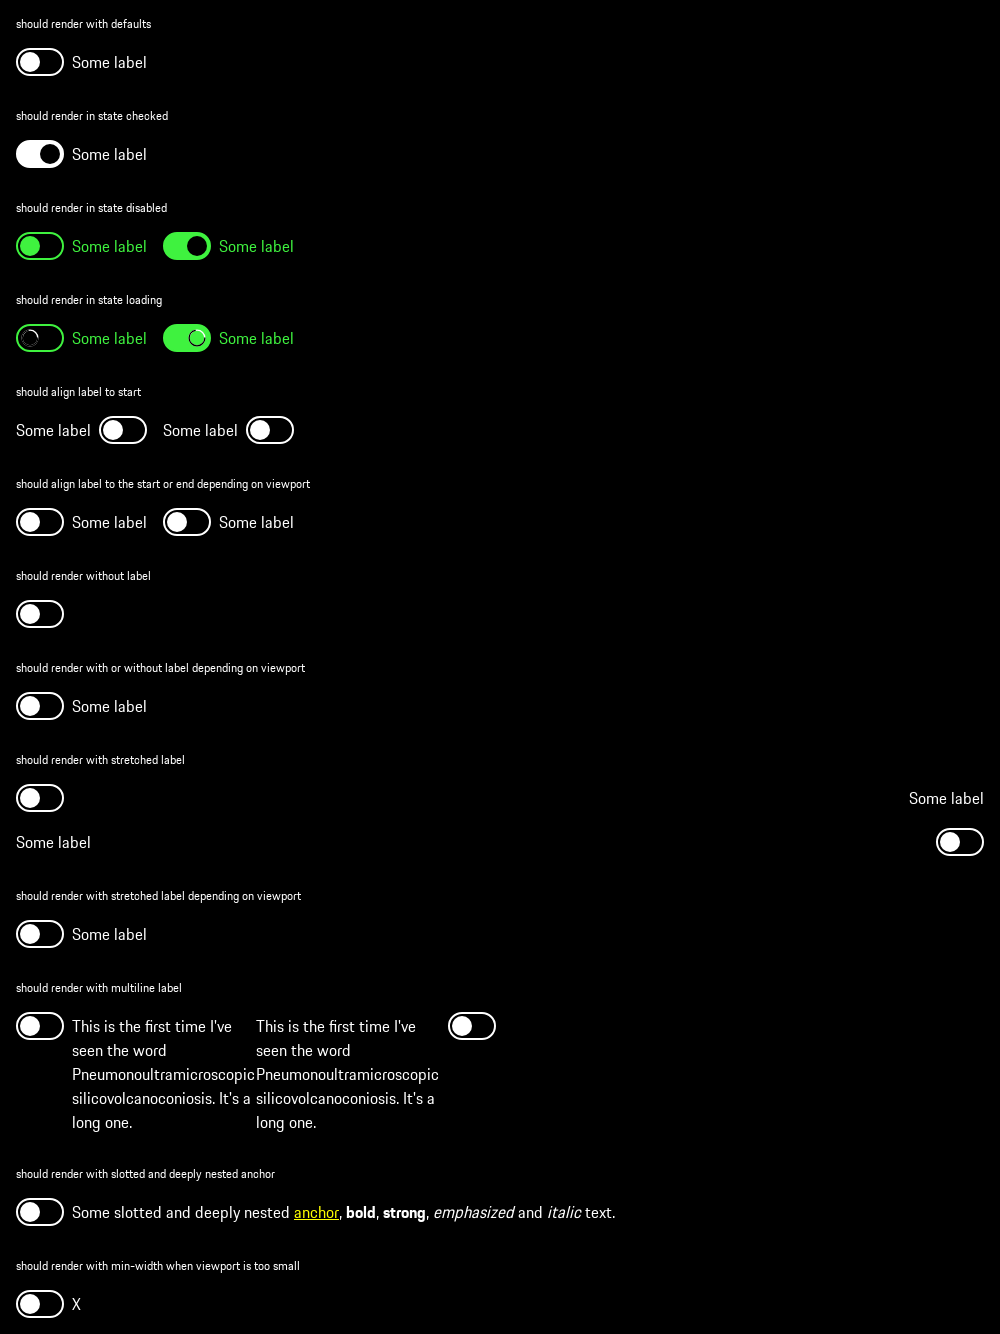 should render with defaults
Some label
should render in state checked
Some label
should render in state disabled
Some label Some label
should render in state loading
Some label Some label
should align label to start
Some label Some label
should align label to the start or end depending on viewport
Some label Some label
should render without label
should render with or without label depending on viewport
Some label
should render with stretched label
Some label
Some label
should render with stretched label depending on viewport
Some label
should render with multiline label
This is the first time I've
seen the word
Pneumonoultramicroscopic
silicovolcanoconiosis. It's a
long one.
This is the first time I've
seen the word
Pneumonoultramicroscopic
silicovolcanoconiosis. It's a
long one.
should render with slotted and deeply nested anchor
Some slotted and deeply nested anchor, bold, strong, emphasized and italic text.
should render with min-width when viewport is too small
X